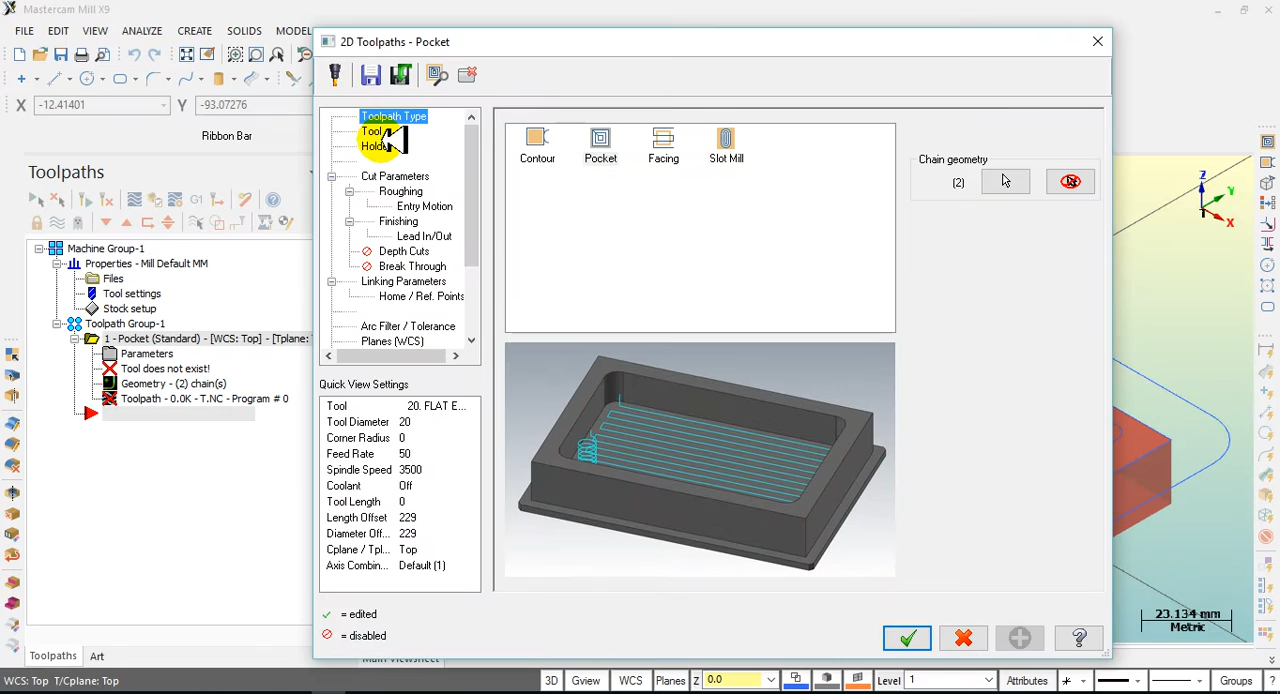 Mastercam Mill X9
FILE EDIT VIEW ANALYZE CREATE SOLIDS MODEL
X -12.41401 Y -93.07276
Ribbon Bar
Toolpaths
G1
Machine Group-1
Properties - Mill Default MM
Files
Tool settings
Stock setup
Toolpath Group-1
1 - Pocket (Standard) - [WCS: Top] - [Tplane:
Parameters
Tool does not exist!
Geometry - (2) chain(s)
Toolpath - 0.0K - T.NC - Program # 0
Toolpaths Art
2D Toolpaths - Pocket
Toolpath Type
Tool
Holde
Cut Parameters
Roughing
Entry Motion
Finishing
Lead In/Out
Depth Cuts
Break Through
Linking Parameters
Home / Ref. Points
Arc Filter / Tolerance
Planes (WCS)
Quick View Settings
Tool 20. FLAT E...
Tool Diameter 20
Corner Radius 0
Feed Rate 50
Spindle Speed 3500
Coolant Off
Tool Length 0
Length Offset 229
Diameter Off... 229
Cplane / Tpl... Top
Axis Combin... Default (1)
= edited
= disabled
Contour Pocket Facing Slot Mill
Chain geometry
(2)
Z
Y
X
23.134 mm
Metric
Main Viewsheet
WCS: Top T/Cplane: Top
3D Gview WCS Planes Z 0.0 Level 1 Attributes Groups